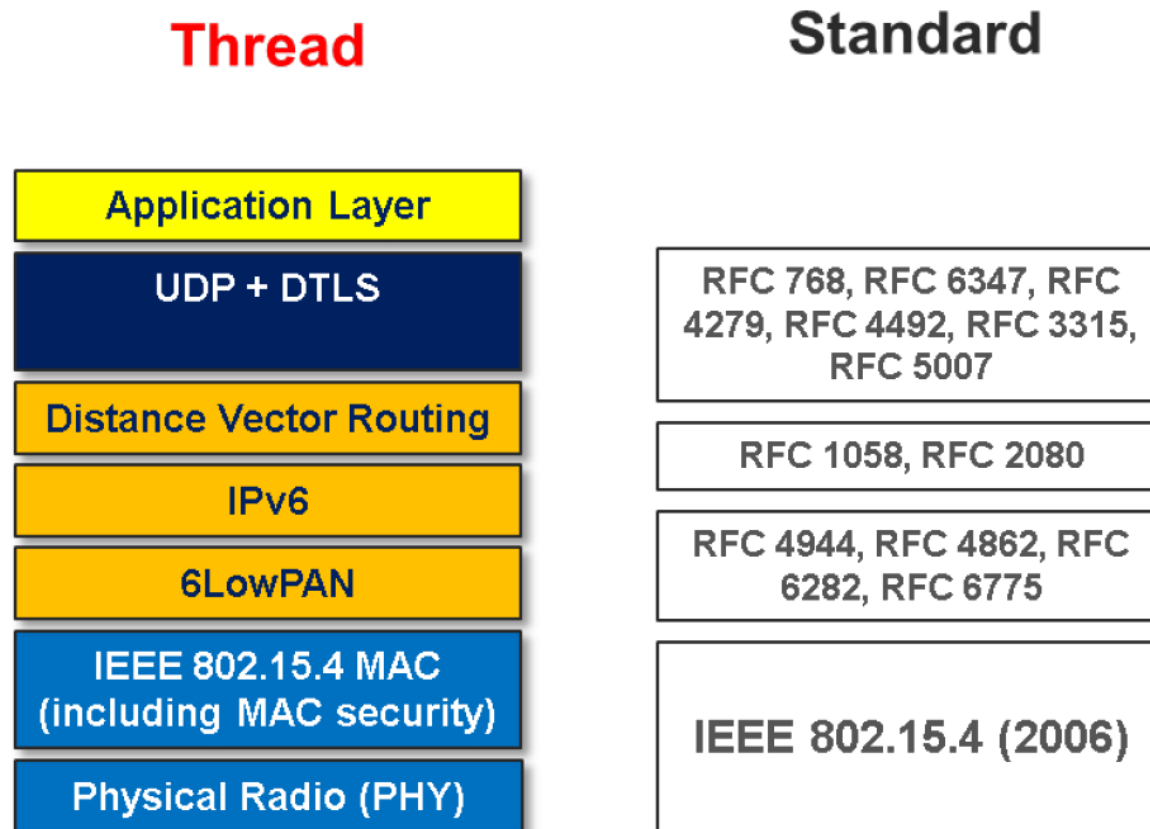 Thread
Standard
Application Layer
UDP + DTLS
RFC 768, RFC 6347, RFC
4279, RFC 4492, RFC 3315,
RFC 5007
Distance Vector Routing
RFC 1058, RFC 2080
IPv6
6LowPAN
RFC 4944, RFC 4862, RFC
6282, RFC 6775
IEEE 802.15.4 MAC
(including MAC security)
Physical Radio (PHY)
IEEE 802.15.4 (2006)